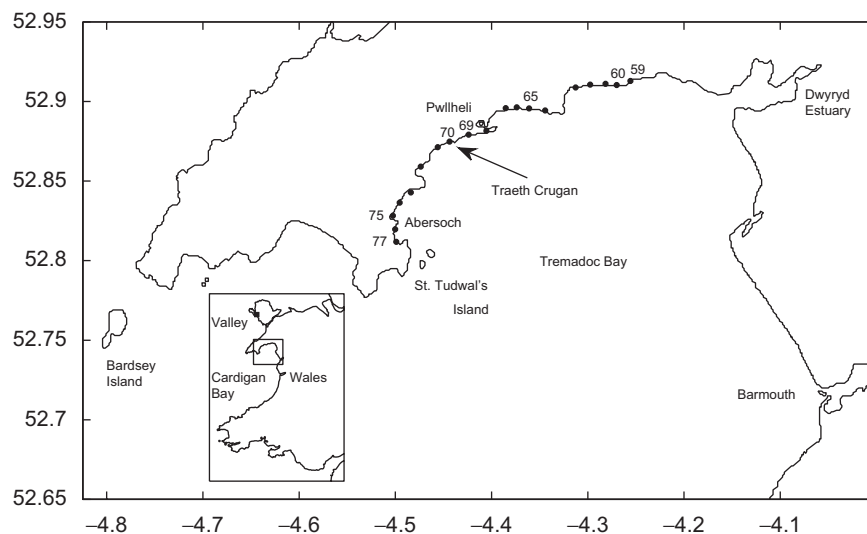 52.95
52.9
52.85
52.8
52.75
52.7
52.65
–4.8
–4.7
–4.6
–4.5
–4.4
–4.3
–4.2
–4.1
59
60
65
Pwllheli
69
70
Traeth Crugan
75
Abersoch
77
St. Tudwal's
Island
Tremadoc Bay
Dwyryd
Estuary
Barmouth
Bardsey
Island
Valley
Cardigan
Bay
Wales